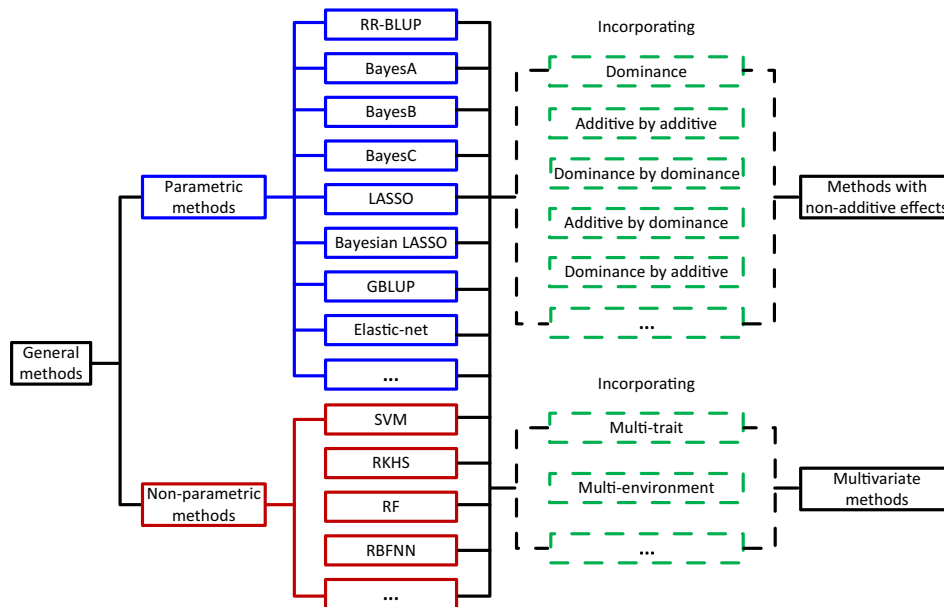 General
methods
Parametric
methods
Non-parametric
methods
RR-BLUP
BayesA
BayesB
BayesC
LASSO
Bayesian LASSO
GBLUP
Elastic-net
...
SVM
RKHS
RF
RBFNN
...
Incorporating
Dominance
Additive by additive
Dominance by dominance
Additive by dominance
Dominance by additive
...
Incorporating
Multi-trait
Multi-environment
...
Methods with
non-additive effects
Multivariate
methods